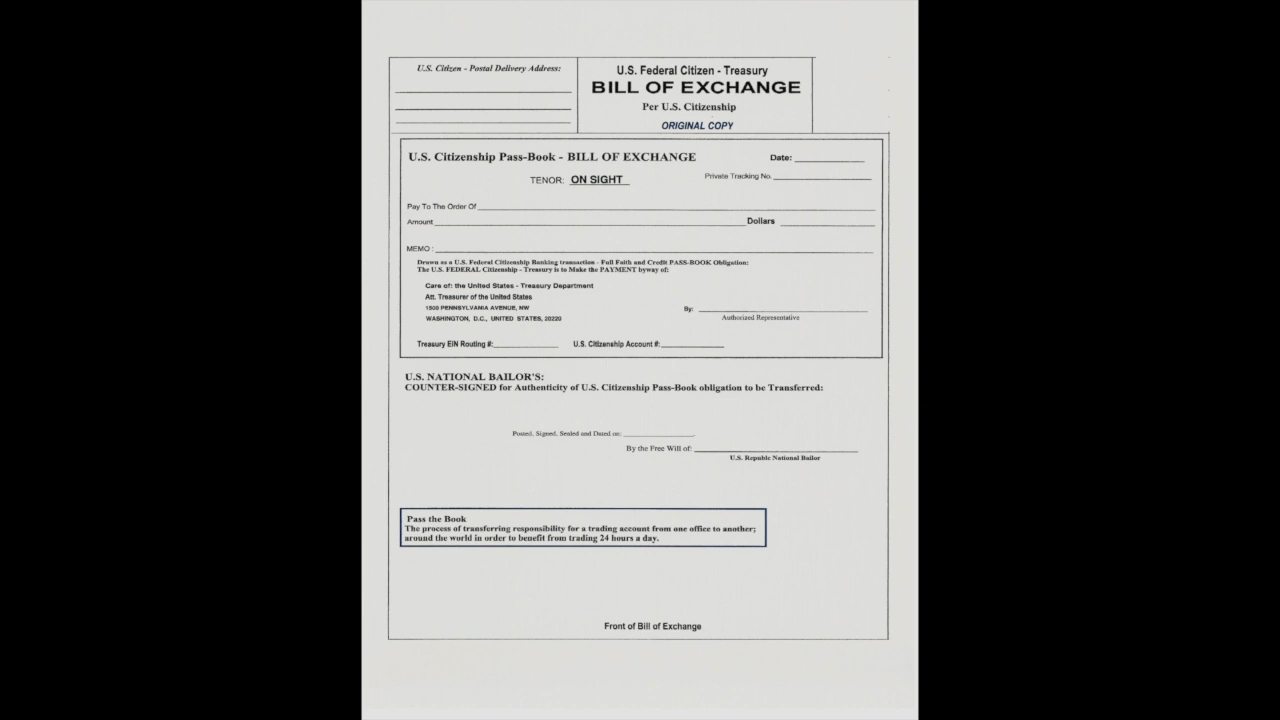 U.S. Citizen - Postal Delivery Address:
U.S. Federal Citizen - Treasury
BILL OF EXCHANGE
Per U.S. Citizenship
ORIGINAL COPY
U.S. Citizenship Pass-Book - BILL OF EXCHANGE
Date:
TENOR: ON SIGHT
Private Tracking No.
Pay To The Order Of
Amount Dollars
MEMO :
Drawn as a U.S. Federal Citizenship Banking transaction - Full Faith and Credit PASS-BOOK Obligation:
The U.S. FEDERAL Citizenship - Treasury is to Make the PAYMENT byway of:
Care of: the United States - Treasury Department
Att. Treasurer of the United States
1500 PENNSYLVANIA AVENUE, NW
WASHINGTON, D.C., UNITED STATES, 20220
By:
Authorized Representative
Treasury EIN Routing #: U.S. Citizenship Account #:
U.S. NATIONAL BAILOR'S:
COUNTER-SIGNED for Authenticity of U.S. Citizenship Pass-Book obligation to be Transferred:
Posted, Signed, Sealed and Dated on:
By the Free Will of:
U.S. Republic National Bailor
Pass the Book
The process of transferring responsibility for a trading account from one office to another;
around the world in order to benefit from trading 24 hours a day.
Front of Bill of Exchange